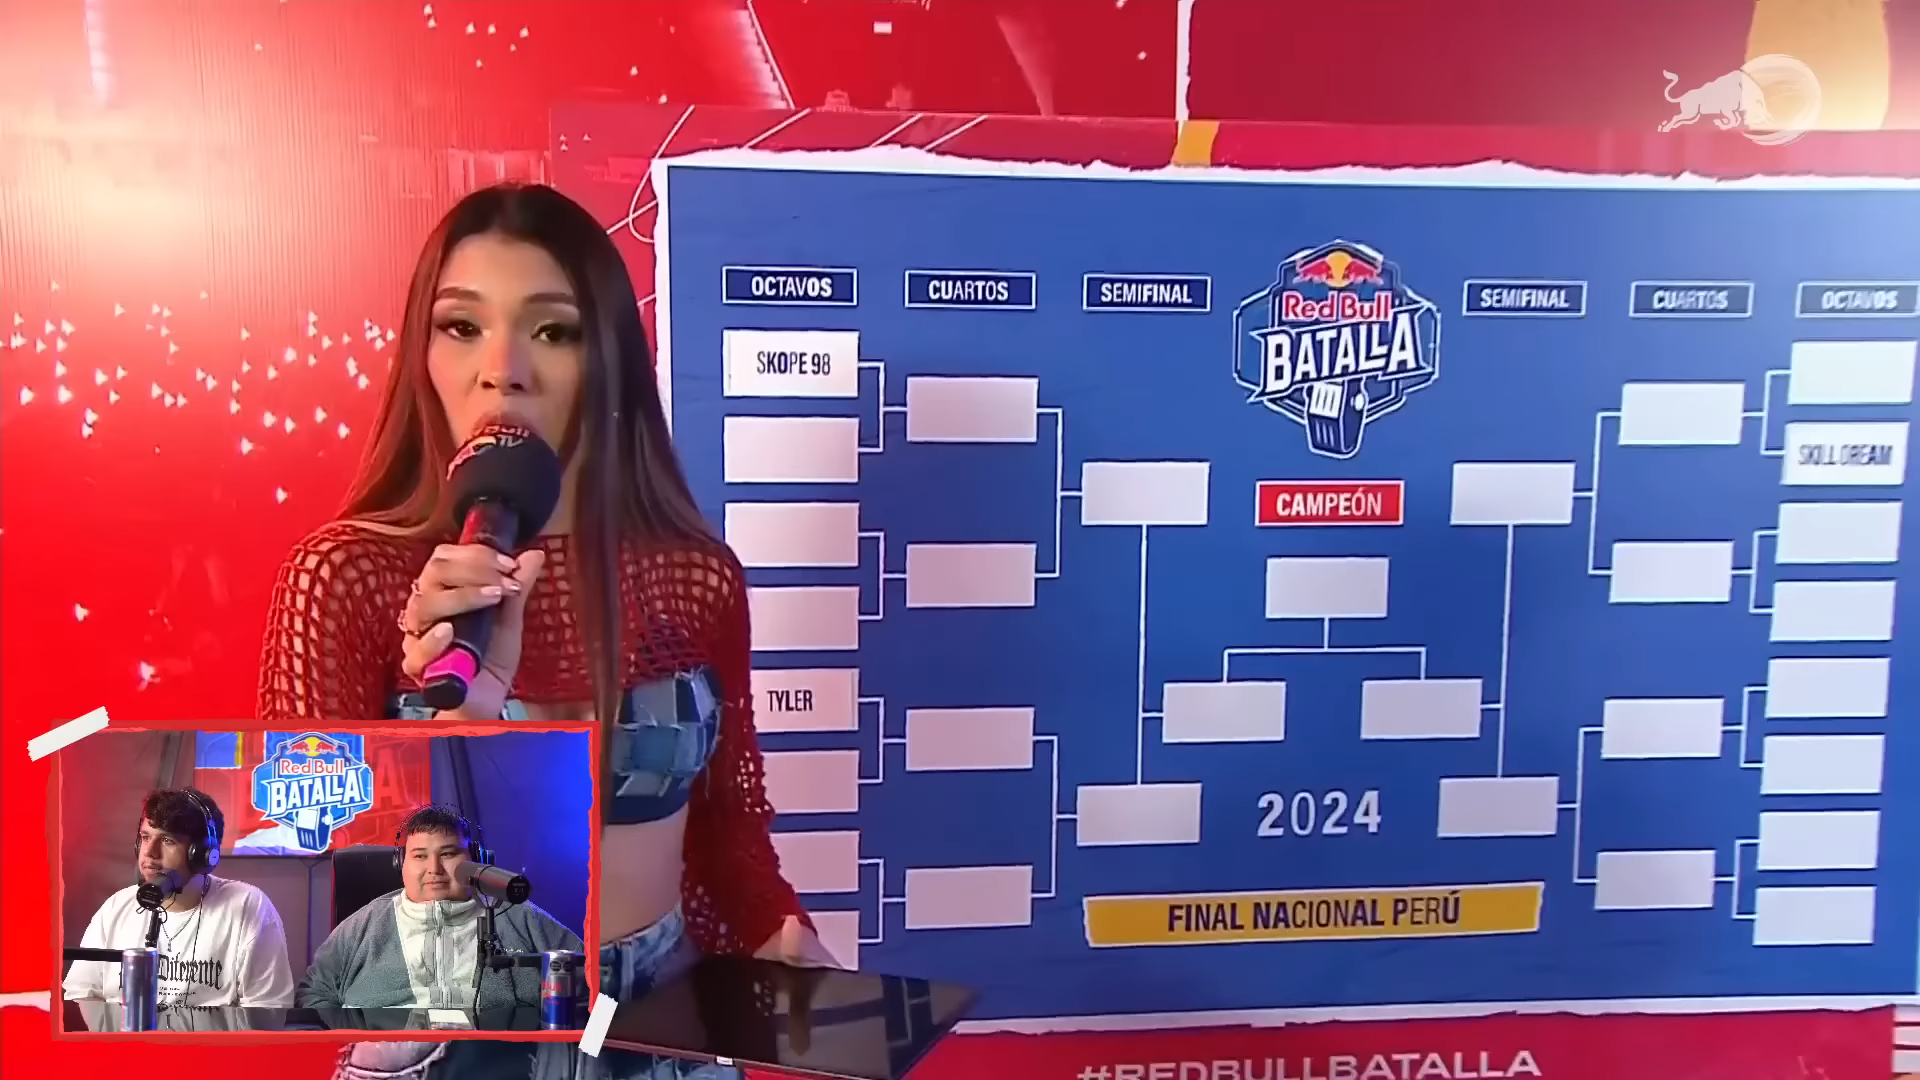 OCTAVOS
CUARTOS
SEMIFINAL
Red Bull
BATALLA
SEMIFINAL
CUARTOS
OCTAVOS
SKOPE 98
SKILL DREAM
CAMPEÓN
TYLER
2024
FINAL NACIONAL PERÚ
#REDBULLBATALLA
Red Bull
BATALLA
Diferente